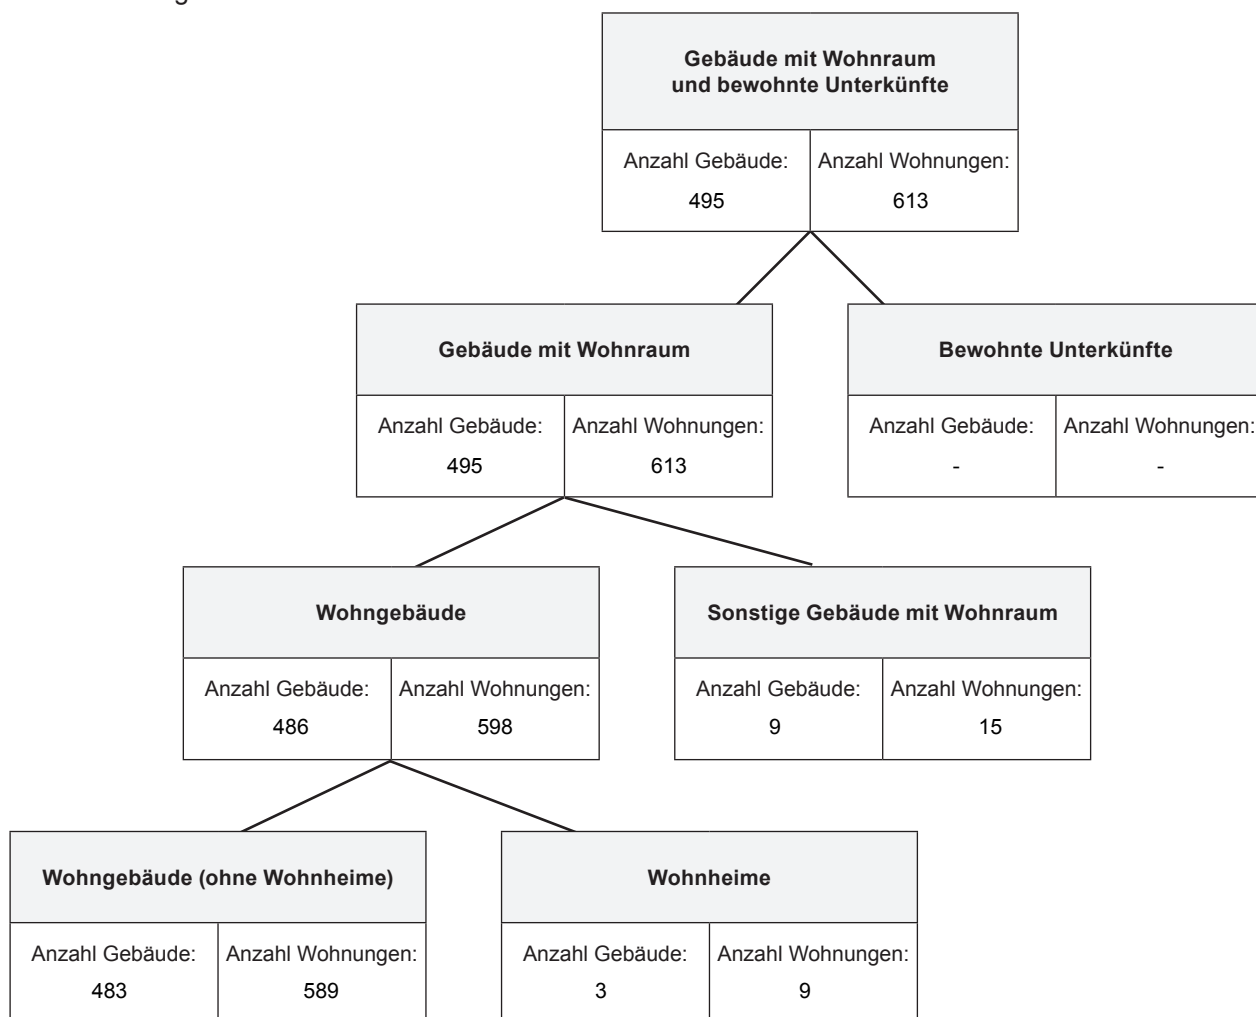 Gebäude mit Wohnraum
und bewohnte Unterkünfte
Anzahl Gebäude: Anzahl Wohnungen:
495 613
Gebäude mit Wohnraum
Anzahl Gebäude: Anzahl Wohnungen:
495 613
Bewohnte Unterkünfte
Anzahl Gebäude: Anzahl Wohnungen:
- -
Wohngebäude
Anzahl Gebäude: Anzahl Wohnungen:
486 598
Sonstige Gebäude mit Wohnraum
Anzahl Gebäude: Anzahl Wohnungen:
9 15
Wohngebäude (ohne Wohnheime)
Anzahl Gebäude: Anzahl Wohnungen:
483 589
Wohnheime
Anzahl Gebäude: Anzahl Wohnungen:
3 9